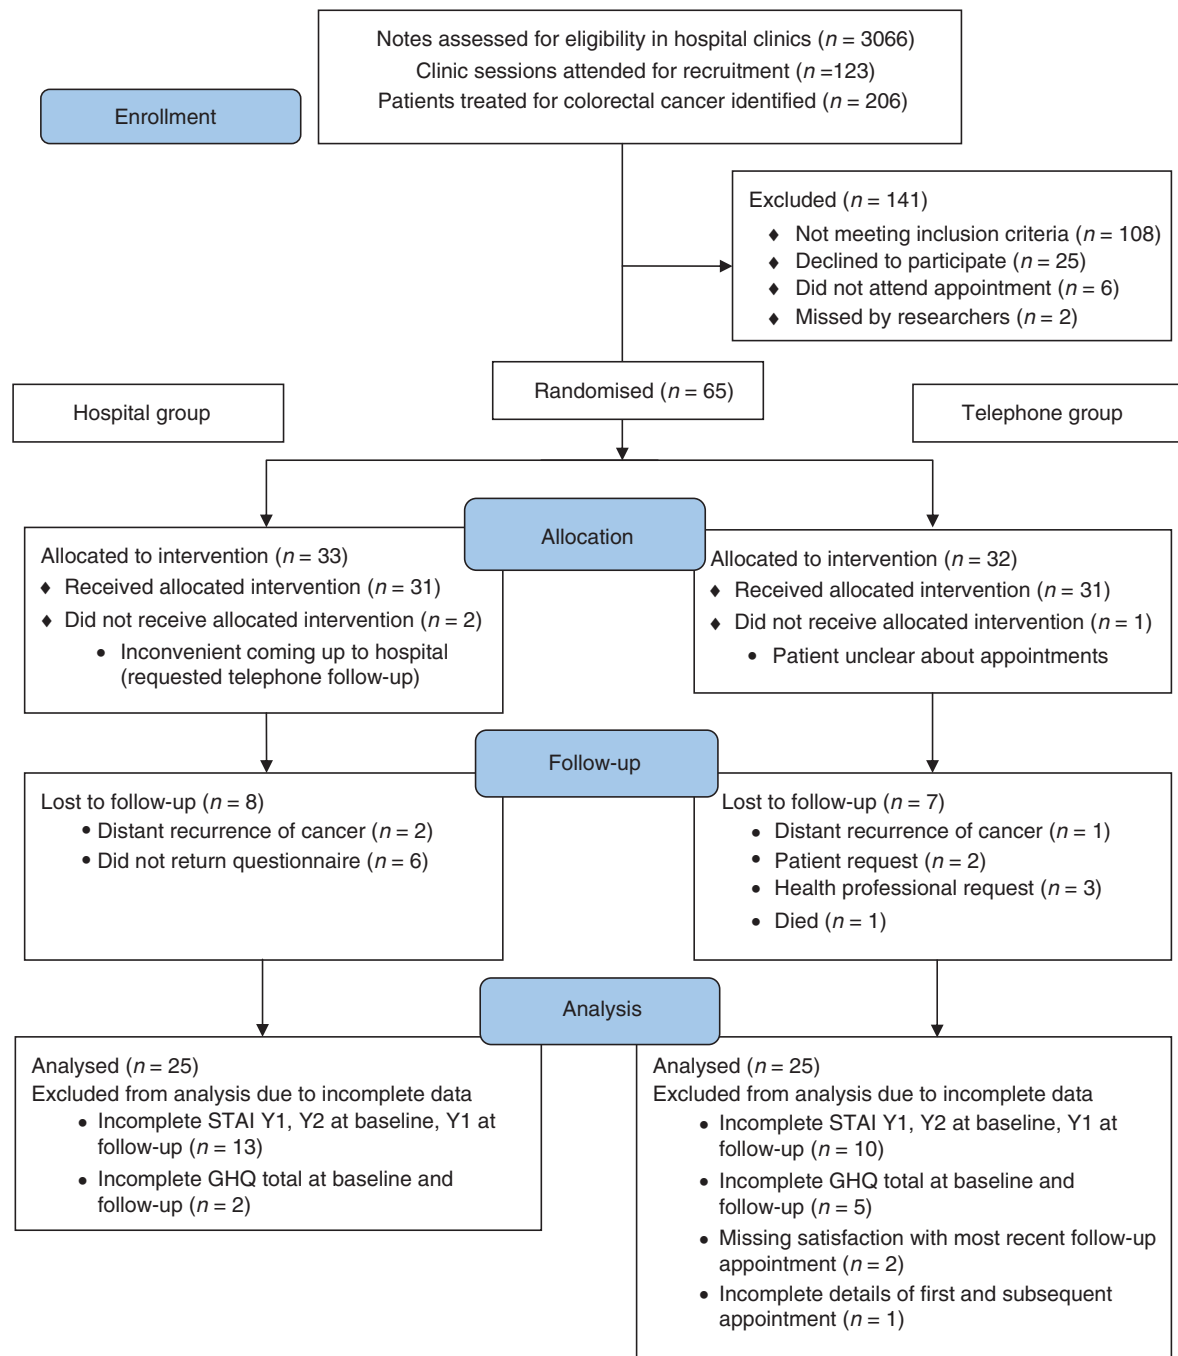 Notes assessed for eligibility in hospital clinics (n = 3066)
Clinic sessions attended for recruitment (n =123)
Patients treated for colorectal cancer identified (n = 206)
Enrollment
Excluded (n = 141)
♦ Not meeting inclusion criteria (n = 108)
♦ Declined to participate (n = 25)
♦ Did not attend appointment (n = 6)
♦ Missed by researchers (n = 2)
Randomised (n = 65)
Hospital group
Telephone group
Allocation
Allocated to intervention (n = 33)
♦ Received allocated intervention (n = 31)
♦ Did not receive allocated intervention (n = 2)
• Inconvenient coming up to hospital
(requested telephone follow-up)
Allocated to intervention (n = 32)
♦ Received allocated intervention (n = 31)
♦ Did not receive allocated intervention (n = 1)
• Patient unclear about appointments
Follow-up
Lost to follow-up (n = 8)
• Distant recurrence of cancer (n = 2)
• Did not return questionnaire (n = 6)
Lost to follow-up (n = 7)
• Distant recurrence of cancer (n = 1)
• Patient request (n = 2)
• Health professional request (n = 3)
• Died (n = 1)
Analysis
Analysed (n = 25)
Excluded from analysis due to incomplete data
• Incomplete STAI Y1, Y2 at baseline, Y1 at
follow-up (n = 13)
• Incomplete GHQ total at baseline and
follow-up (n = 2)
Analysed (n = 25)
Excluded from analysis due to incomplete data
• Incomplete STAI Y1, Y2 at baseline, Y1 at
follow-up (n = 10)
• Incomplete GHQ total at baseline and
follow-up (n = 5)
• Missing satisfaction with most recent follow-up
appointment (n = 2)
• Incomplete details of first and subsequent
appointment (n = 1)